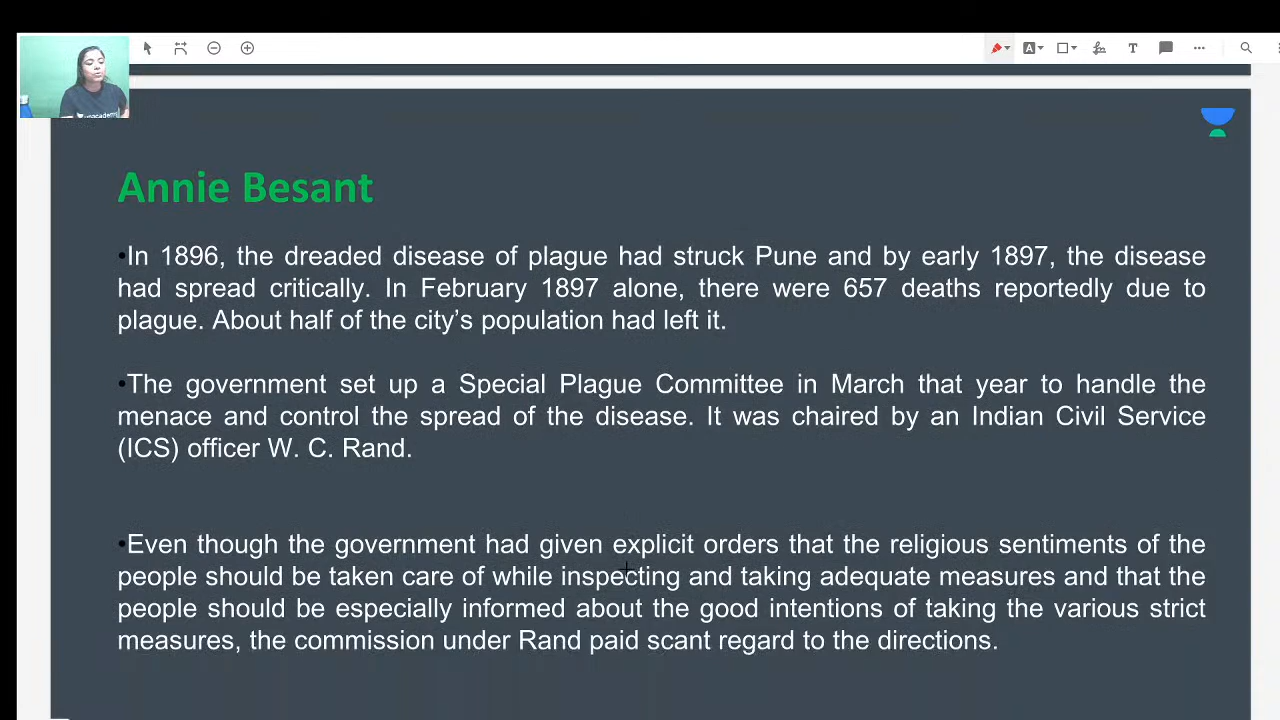 Annie Besant
•In 1896, the dreaded disease of plague had struck Pune and by early 1897, the disease
had spread critically. In February 1897 alone, there were 657 deaths reportedly due to
plague. About half of the city’s population had left it.
•The government set up a Special Plague Committee in March that year to handle the
menace and control the spread of the disease. It was chaired by an Indian Civil Service
(ICS) officer W. C. Rand.
•Even though the government had given explicit orders that the religious sentiments of the
people should be taken care of while inspecting and taking adequate measures and that the
people should be especially informed about the good intentions of taking the various strict
measures, the commission under Rand paid scant regard to the directions.